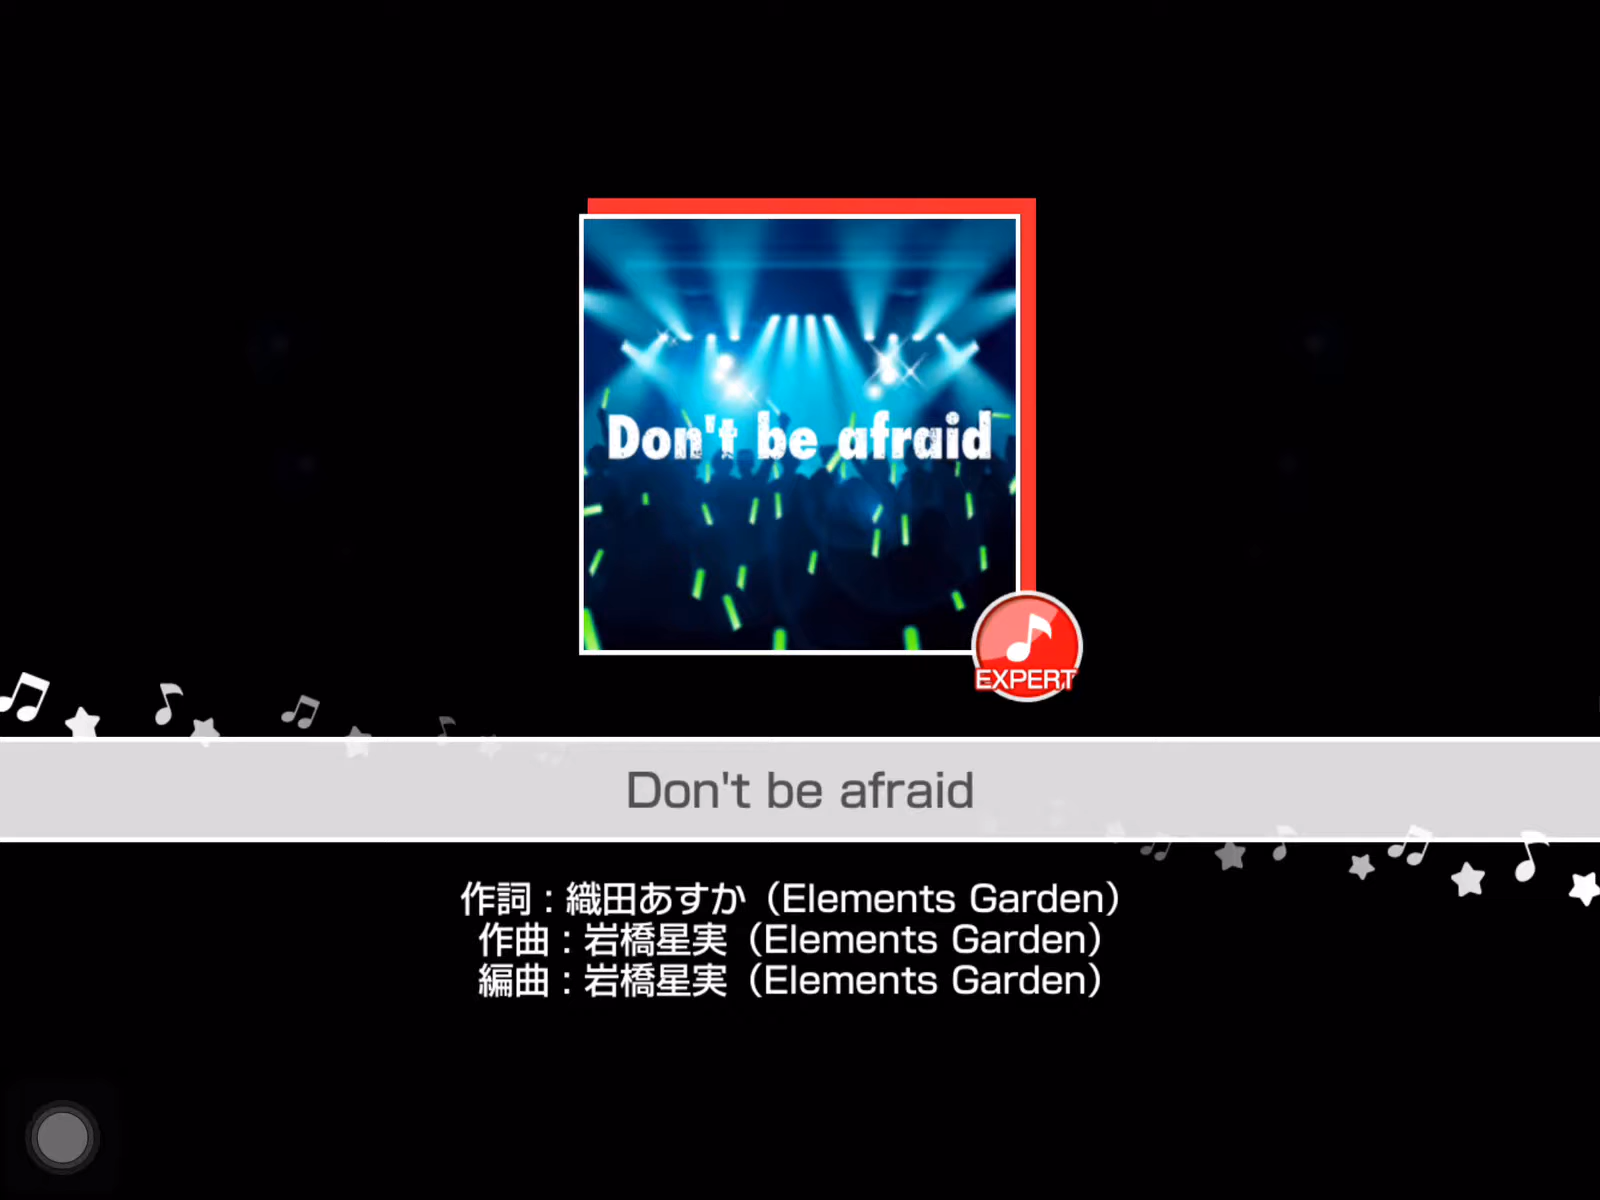 Don't be afraid
EXPERT
Don't be afraid
作詞：織田あすか（Elements Garden）
作曲：岩橋星実（Elements Garden）
編曲：岩橋星実（Elements Garden）